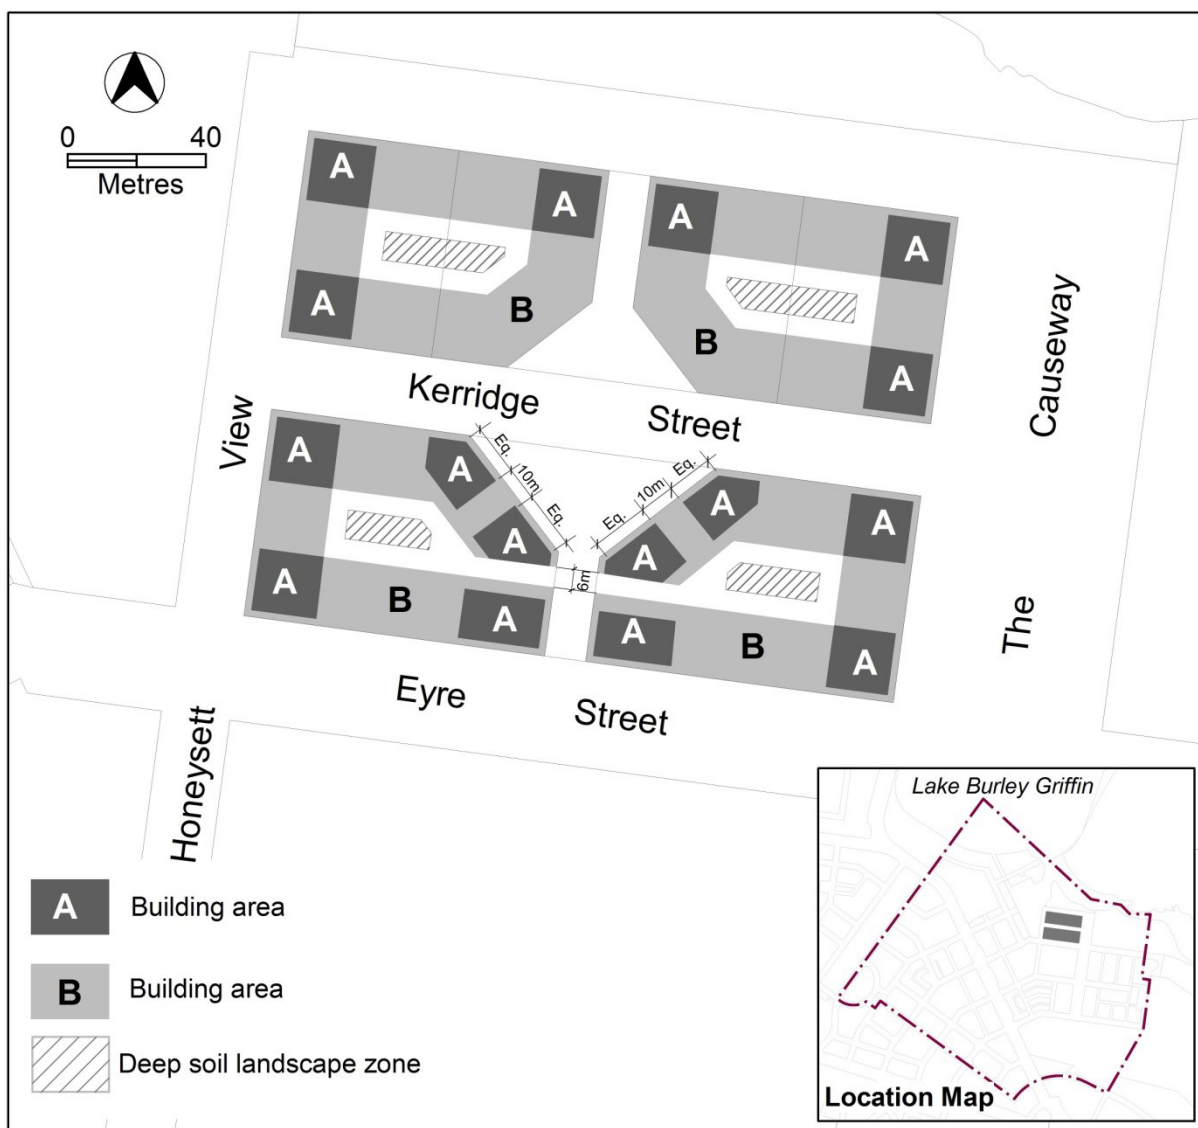 0 40
Metres
A
A
A
A
A
A
B
B
A
A
Kerridge Street
View
Causeway
A
A
A
A
Eq.
10m
Eq.
Eq.
10m
Eq.
A
A
6m
A
B
A
A
B
A
The
Eyre Street
Honeysett
A Building area
B Building area
Deep soil landscape zone
Lake Burley Griffin
Location Map